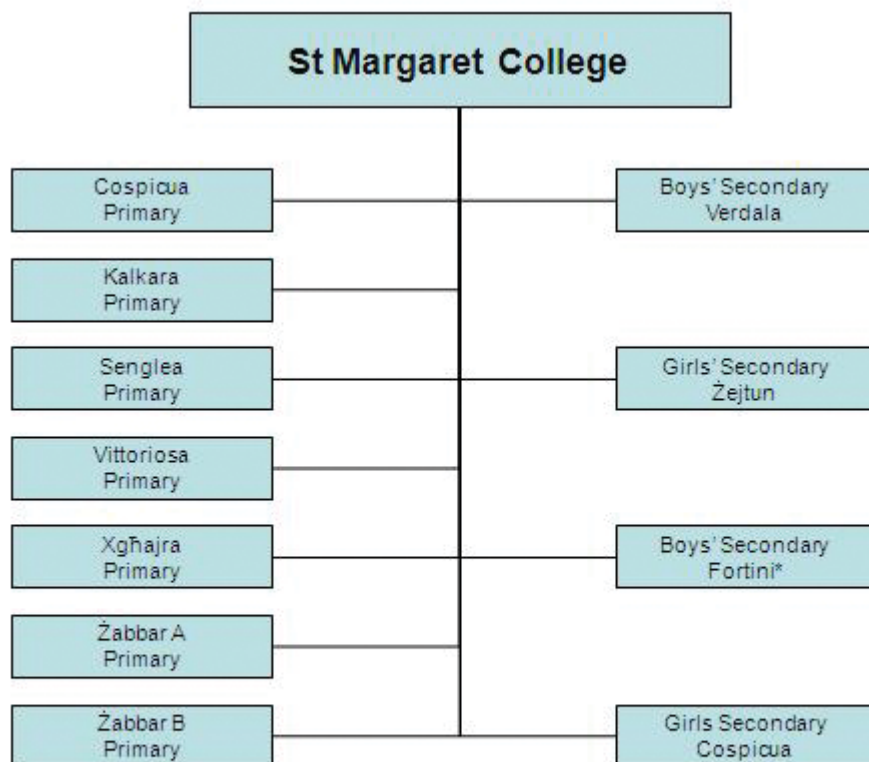 St Margaret College
Cospicua
Primary
Boys' Secondary
Verdala
Kalkara
Primary
Senglea
Primary
Girls' Secondary
Żejtun
Vittoriosa
Primary
Xgħajra
Primary
Boys' Secondary
Fortini*
Żabbar A
Primary
Żabbar B
Primary
Girls Secondary
Cospicua